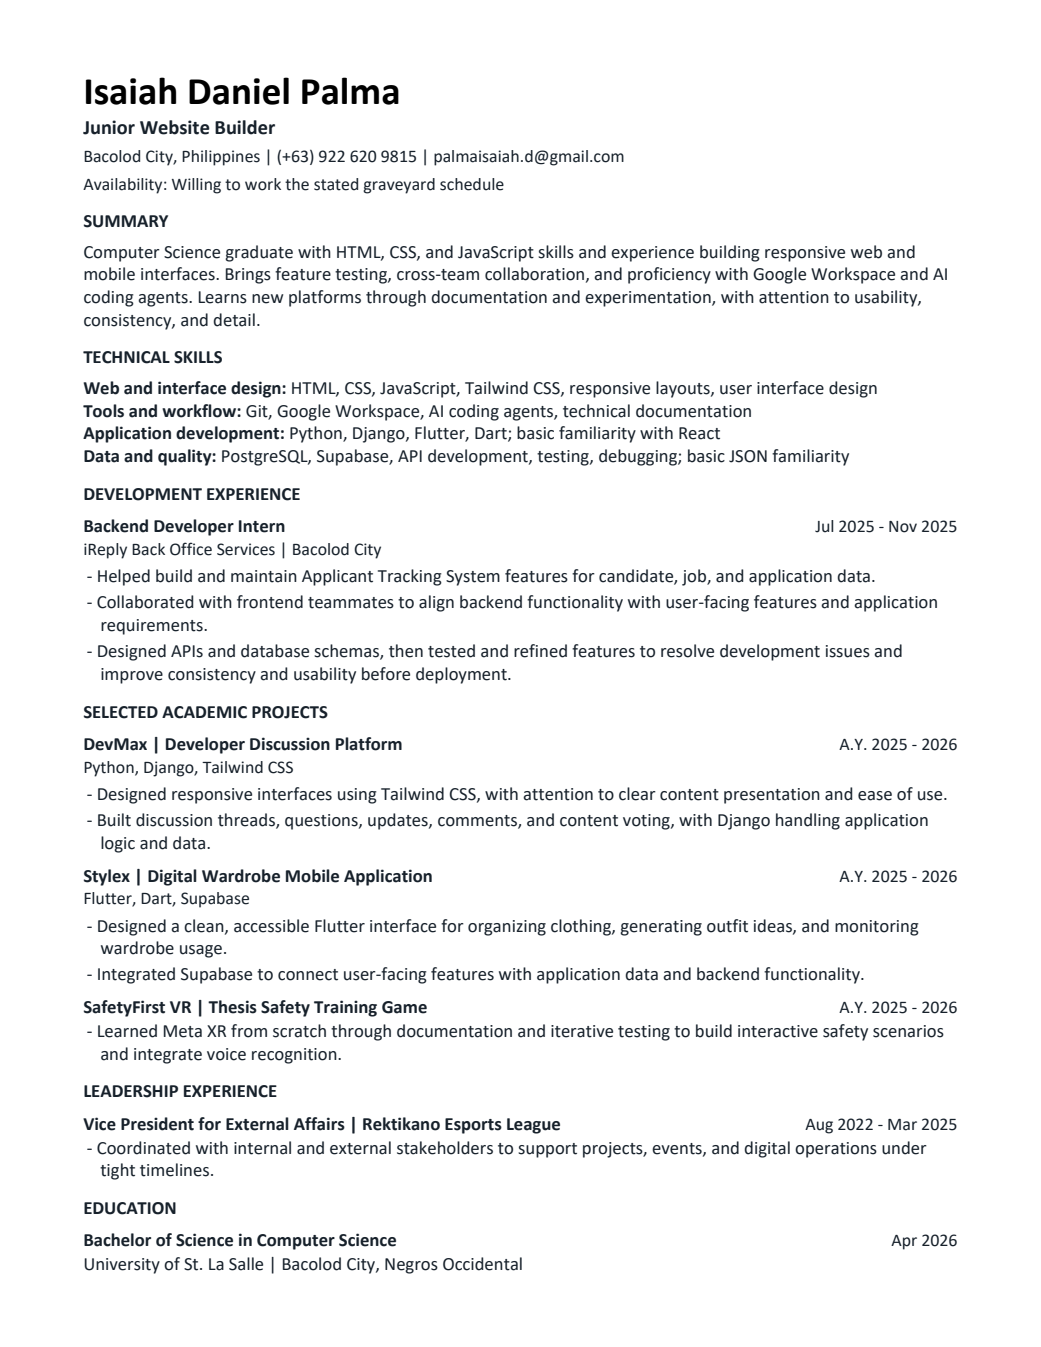 Isaiah Daniel Palma
Junior Website Builder
Bacolod City, Philippines | (+63) 922 620 9815 | palmaisaiah.d@gmail.com
Availability: Willing to work the stated graveyard schedule
SUMMARY
Computer Science graduate with HTML, CSS, and JavaScript skills and experience building responsive web and
mobile interfaces. Brings feature testing, cross-team collaboration, and proficiency with Google Workspace and AI
coding agents. Learns new platforms through documentation and experimentation, with attention to usability,
consistency, and detail.
TECHNICAL SKILLS
Web and interface design: HTML, CSS, JavaScript, Tailwind CSS, responsive layouts, user interface design
Tools and workflow: Git, Google Workspace, AI coding agents, technical documentation
Application development: Python, Django, Flutter, Dart; basic familiarity with React
Data and quality: PostgreSQL, Supabase, API development, testing, debugging; basic JSON familiarity
DEVELOPMENT EXPERIENCE
Backend Developer Intern Jul 2025 - Nov 2025
iReply Back Office Services | Bacolod City
- Helped build and maintain Applicant Tracking System features for candidate, job, and application data.
- Collaborated with frontend teammates to align backend functionality with user-facing features and application
requirements.
- Designed APIs and database schemas, then tested and refined features to resolve development issues and
improve consistency and usability before deployment.
SELECTED ACADEMIC PROJECTS
DevMax | Developer Discussion Platform A.Y. 2025 - 2026
Python, Django, Tailwind CSS
- Designed responsive interfaces using Tailwind CSS, with attention to clear content presentation and ease of use.
- Built discussion threads, questions, updates, comments, and content voting, with Django handling application
logic and data.
Stylex | Digital Wardrobe Mobile Application A.Y. 2025 - 2026
Flutter, Dart, Supabase
- Designed a clean, accessible Flutter interface for organizing clothing, generating outfit ideas, and monitoring
wardrobe usage.
- Integrated Supabase to connect user-facing features with application data and backend functionality.
SafetyFirst VR | Thesis Safety Training Game A.Y. 2025 - 2026
- Learned Meta XR from scratch through documentation and iterative testing to build interactive safety scenarios
and integrate voice recognition.
LEADERSHIP EXPERIENCE
Vice President for External Affairs | Rektikano Esports League Aug 2022 - Mar 2025
- Coordinated with internal and external stakeholders to support projects, events, and digital operations under
tight timelines.
EDUCATION
Bachelor of Science in Computer Science Apr 2026
University of St. La Salle | Bacolod City, Negros Occidental